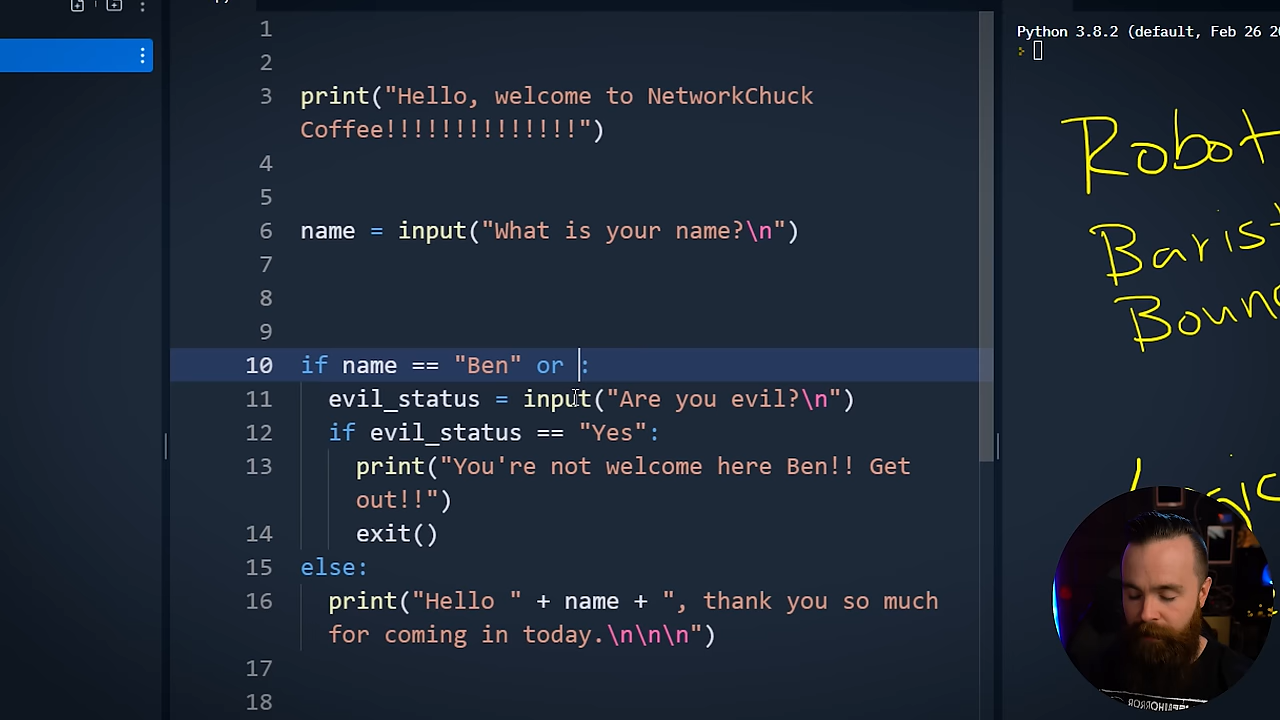 1
2
3 print("Hello, welcome to NetworkChuck
Coffee!!!!!!!!!!!!!!")
4
5
6 name = input("What is your name?\n")
7
8
9
10 if name == "Ben" or :
11 evil_status = input("Are you evil?\n")
12 if evil_status == "Yes":
13 print("You're not welcome here Ben!! Get
out!!")
14 exit()
15 else:
16 print("Hello " + name + ", thank you so much
for coming in today.\n\n\n")
17
18
Python 3.8.2 (default, Feb 26 20
Robot
Barist
Boun